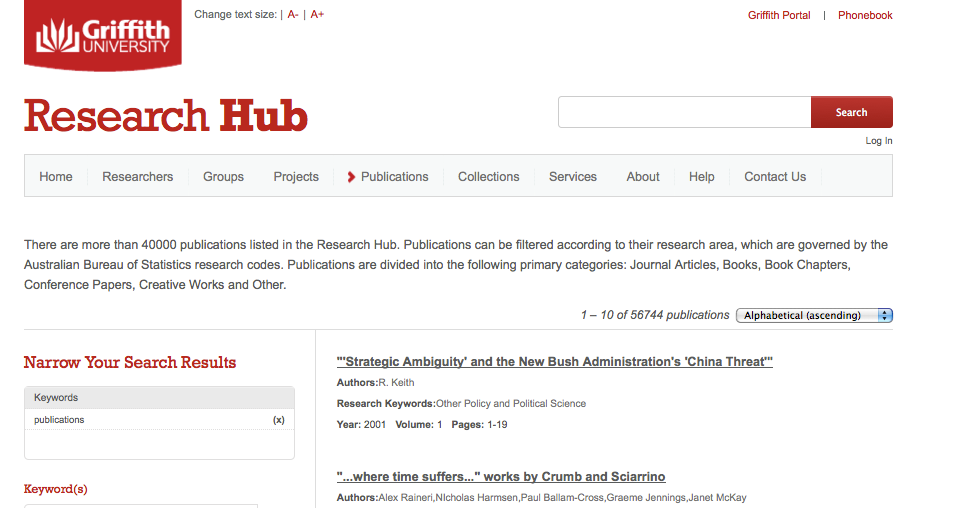 Griffith
UNIVERSITY
Change text size: | A- | A+
Griffith Portal | Phonebook
Research Hub
Search
Log In
Home Researchers Groups Projects Publications Collections Services About Help Contact Us
There are more than 40000 publications listed in the Research Hub. Publications can be filtered according to their research area, which are governed by the
Australian Bureau of Statistics research codes. Publications are divided into the following primary categories: Journal Articles, Books, Book Chapters,
Conference Papers, Creative Works and Other.
1 – 10 of 56744 publications Alphabetical (ascending)
Narrow Your Search Results
Keywords
publications (x)
Keyword(s)
"'Strategic Ambiguity' and the New Bush Administration's 'China Threat'"
Authors:R. Keith
Research Keywords:Other Policy and Political Science
Year: 2001 Volume: 1 Pages: 1-19
"...where time suffers..." works by Crumb and Sciarrino
Authors:Alex Raineri,NIcholas Harmsen,Paul Ballam-Cross,Graeme Jennings,Janet McKay